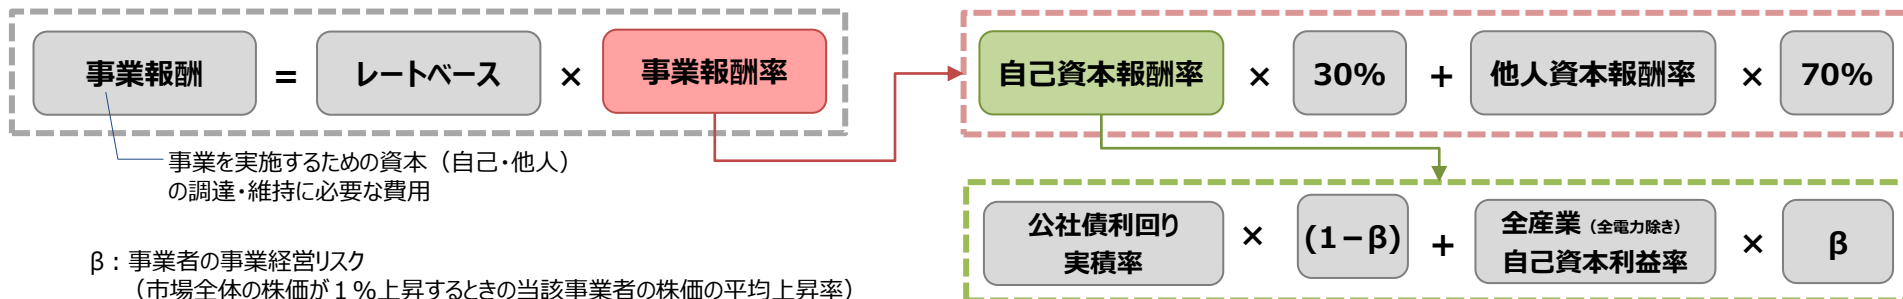 事業報酬 = レートベース × 事業報酬率
自己資本報酬率 × 30% + 他人資本報酬率 × 70%
事業を実施するための資本（自己・他人）
の調達・維持に必要な費用
公社債利回り
実積率
× (1－β) +
全産業（全電力除き）
自己資本利益率
× β
β：事業者の事業経営リスク
（市場全体の株価が１%上昇するときの当該事業者の株価の平均上昇率）